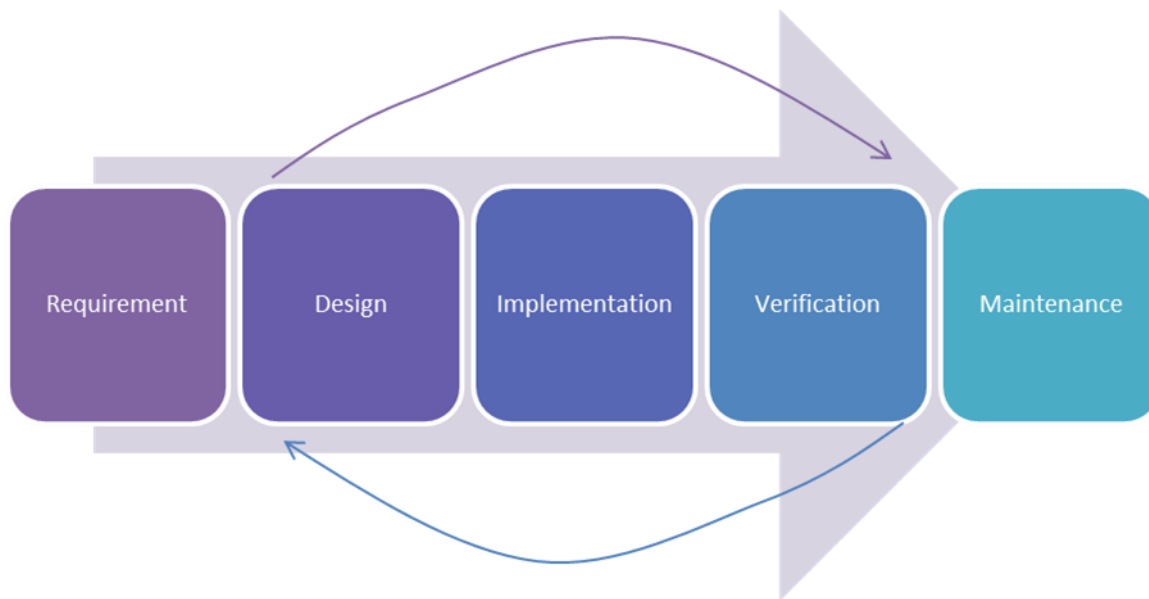 Requirement
Design
Implementation
Verification
Maintenance